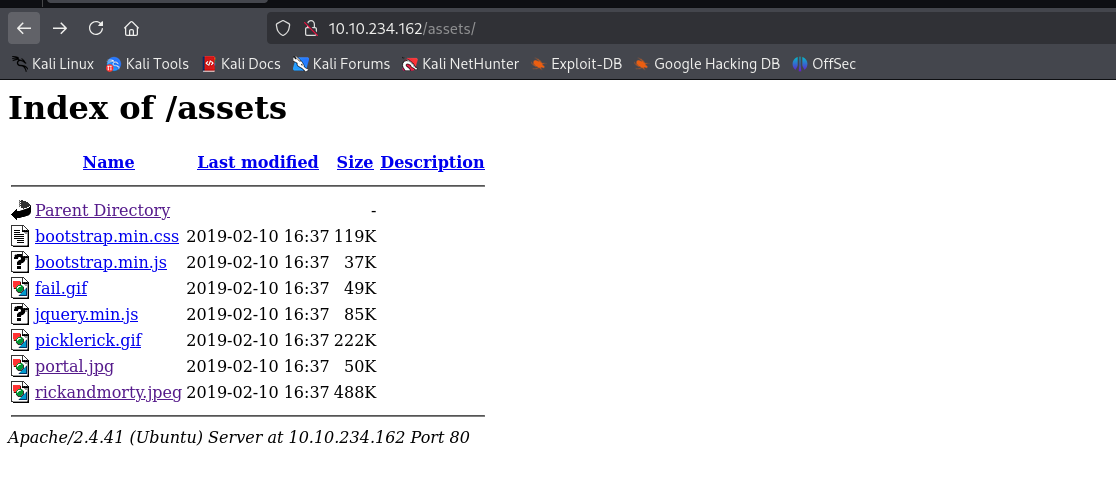 10.10.234.162/assets/
Kali Linux Kali Tools Kali Docs Kali Forums Kali NetHunter Exploit-DB Google Hacking DB OffSec
Index of /assets
Name Last modified Size Description
Parent Directory -
bootstrap.min.css 2019-02-10 16:37 119K
bootstrap.min.js 2019-02-10 16:37 37K
fail.gif 2019-02-10 16:37 49K
jquery.min.js 2019-02-10 16:37 85K
picklerick.gif 2019-02-10 16:37 222K
portal.jpg 2019-02-10 16:37 50K
rickandmorty.jpeg 2019-02-10 16:37 488K
Apache/2.4.41 (Ubuntu) Server at 10.10.234.162 Port 80